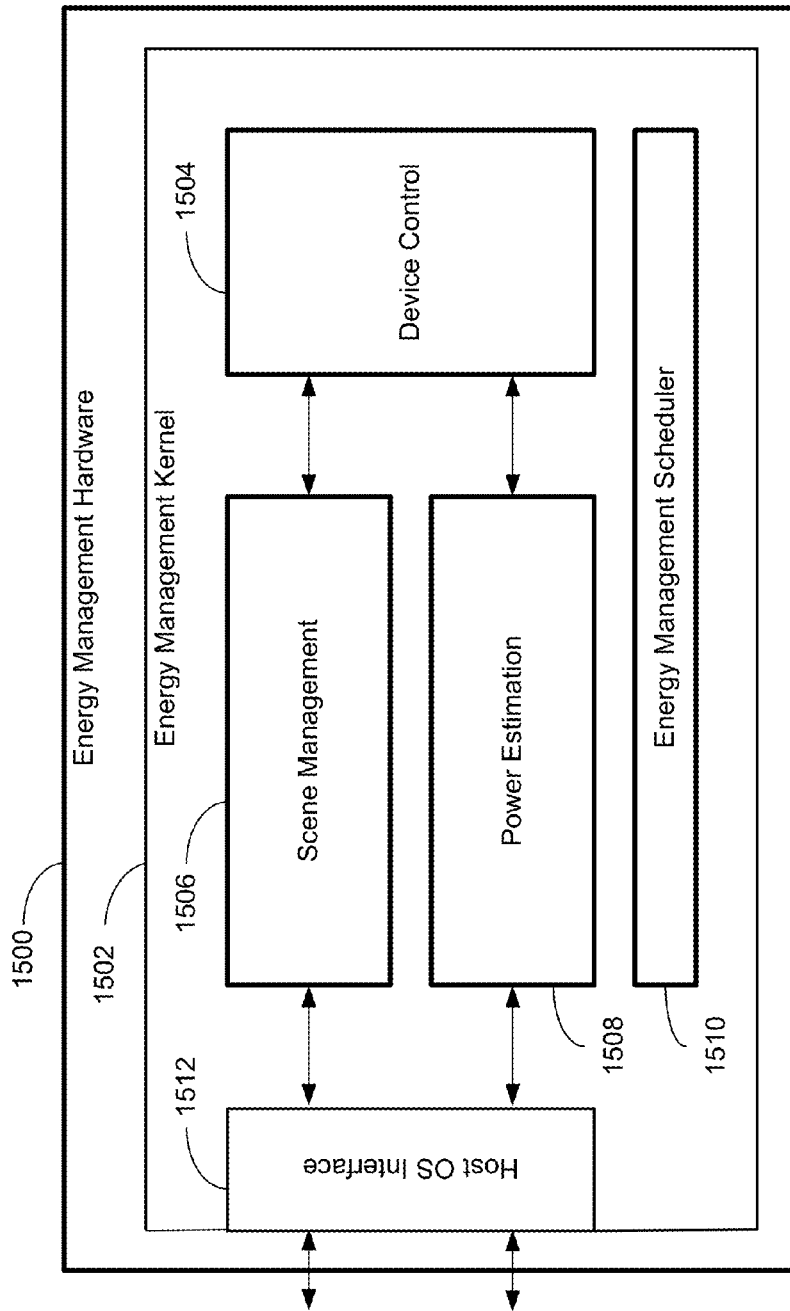 1500
Energy Management Hardware
1502
Energy Management Kernel
1512
Host OS Interface
1506
Scene Management
1504
Device Control
Power Estimation
1508
Energy Management Scheduler
1510